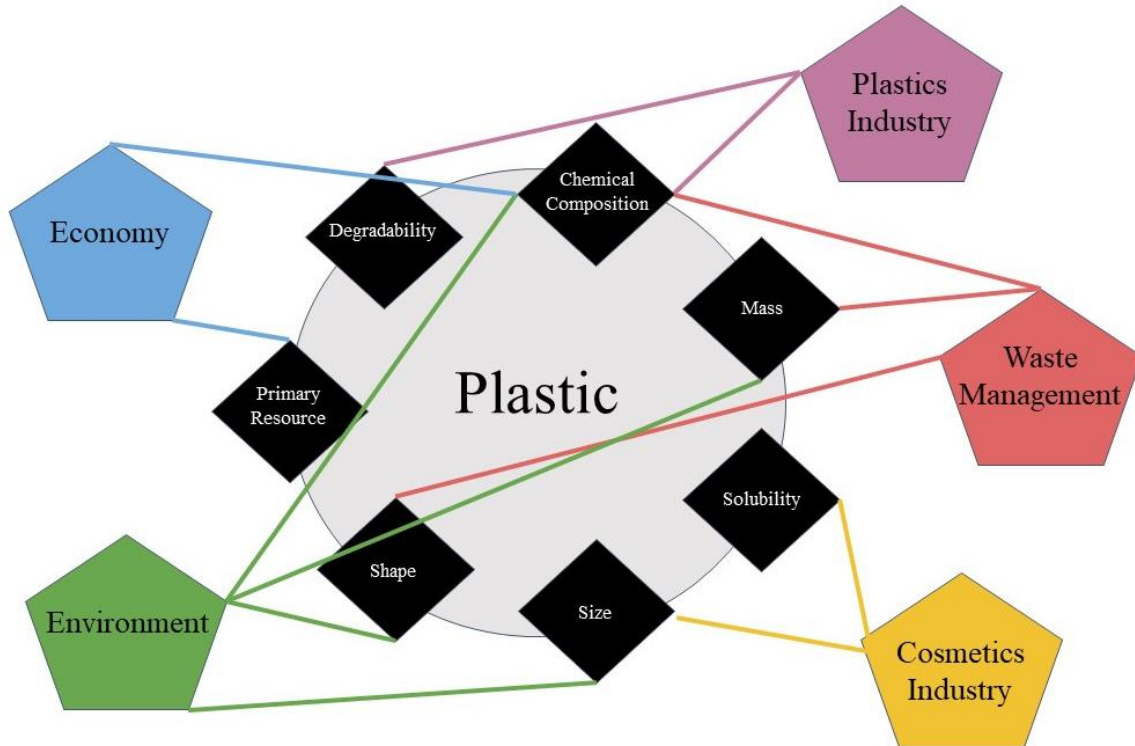 Plastics
Industry
Chemical
Composition
Economy
Degradability
Mass
Waste
Management
Primary
Resource
Plastic
Solubility
Shape
Size
Environment
Cosmetics
Industry